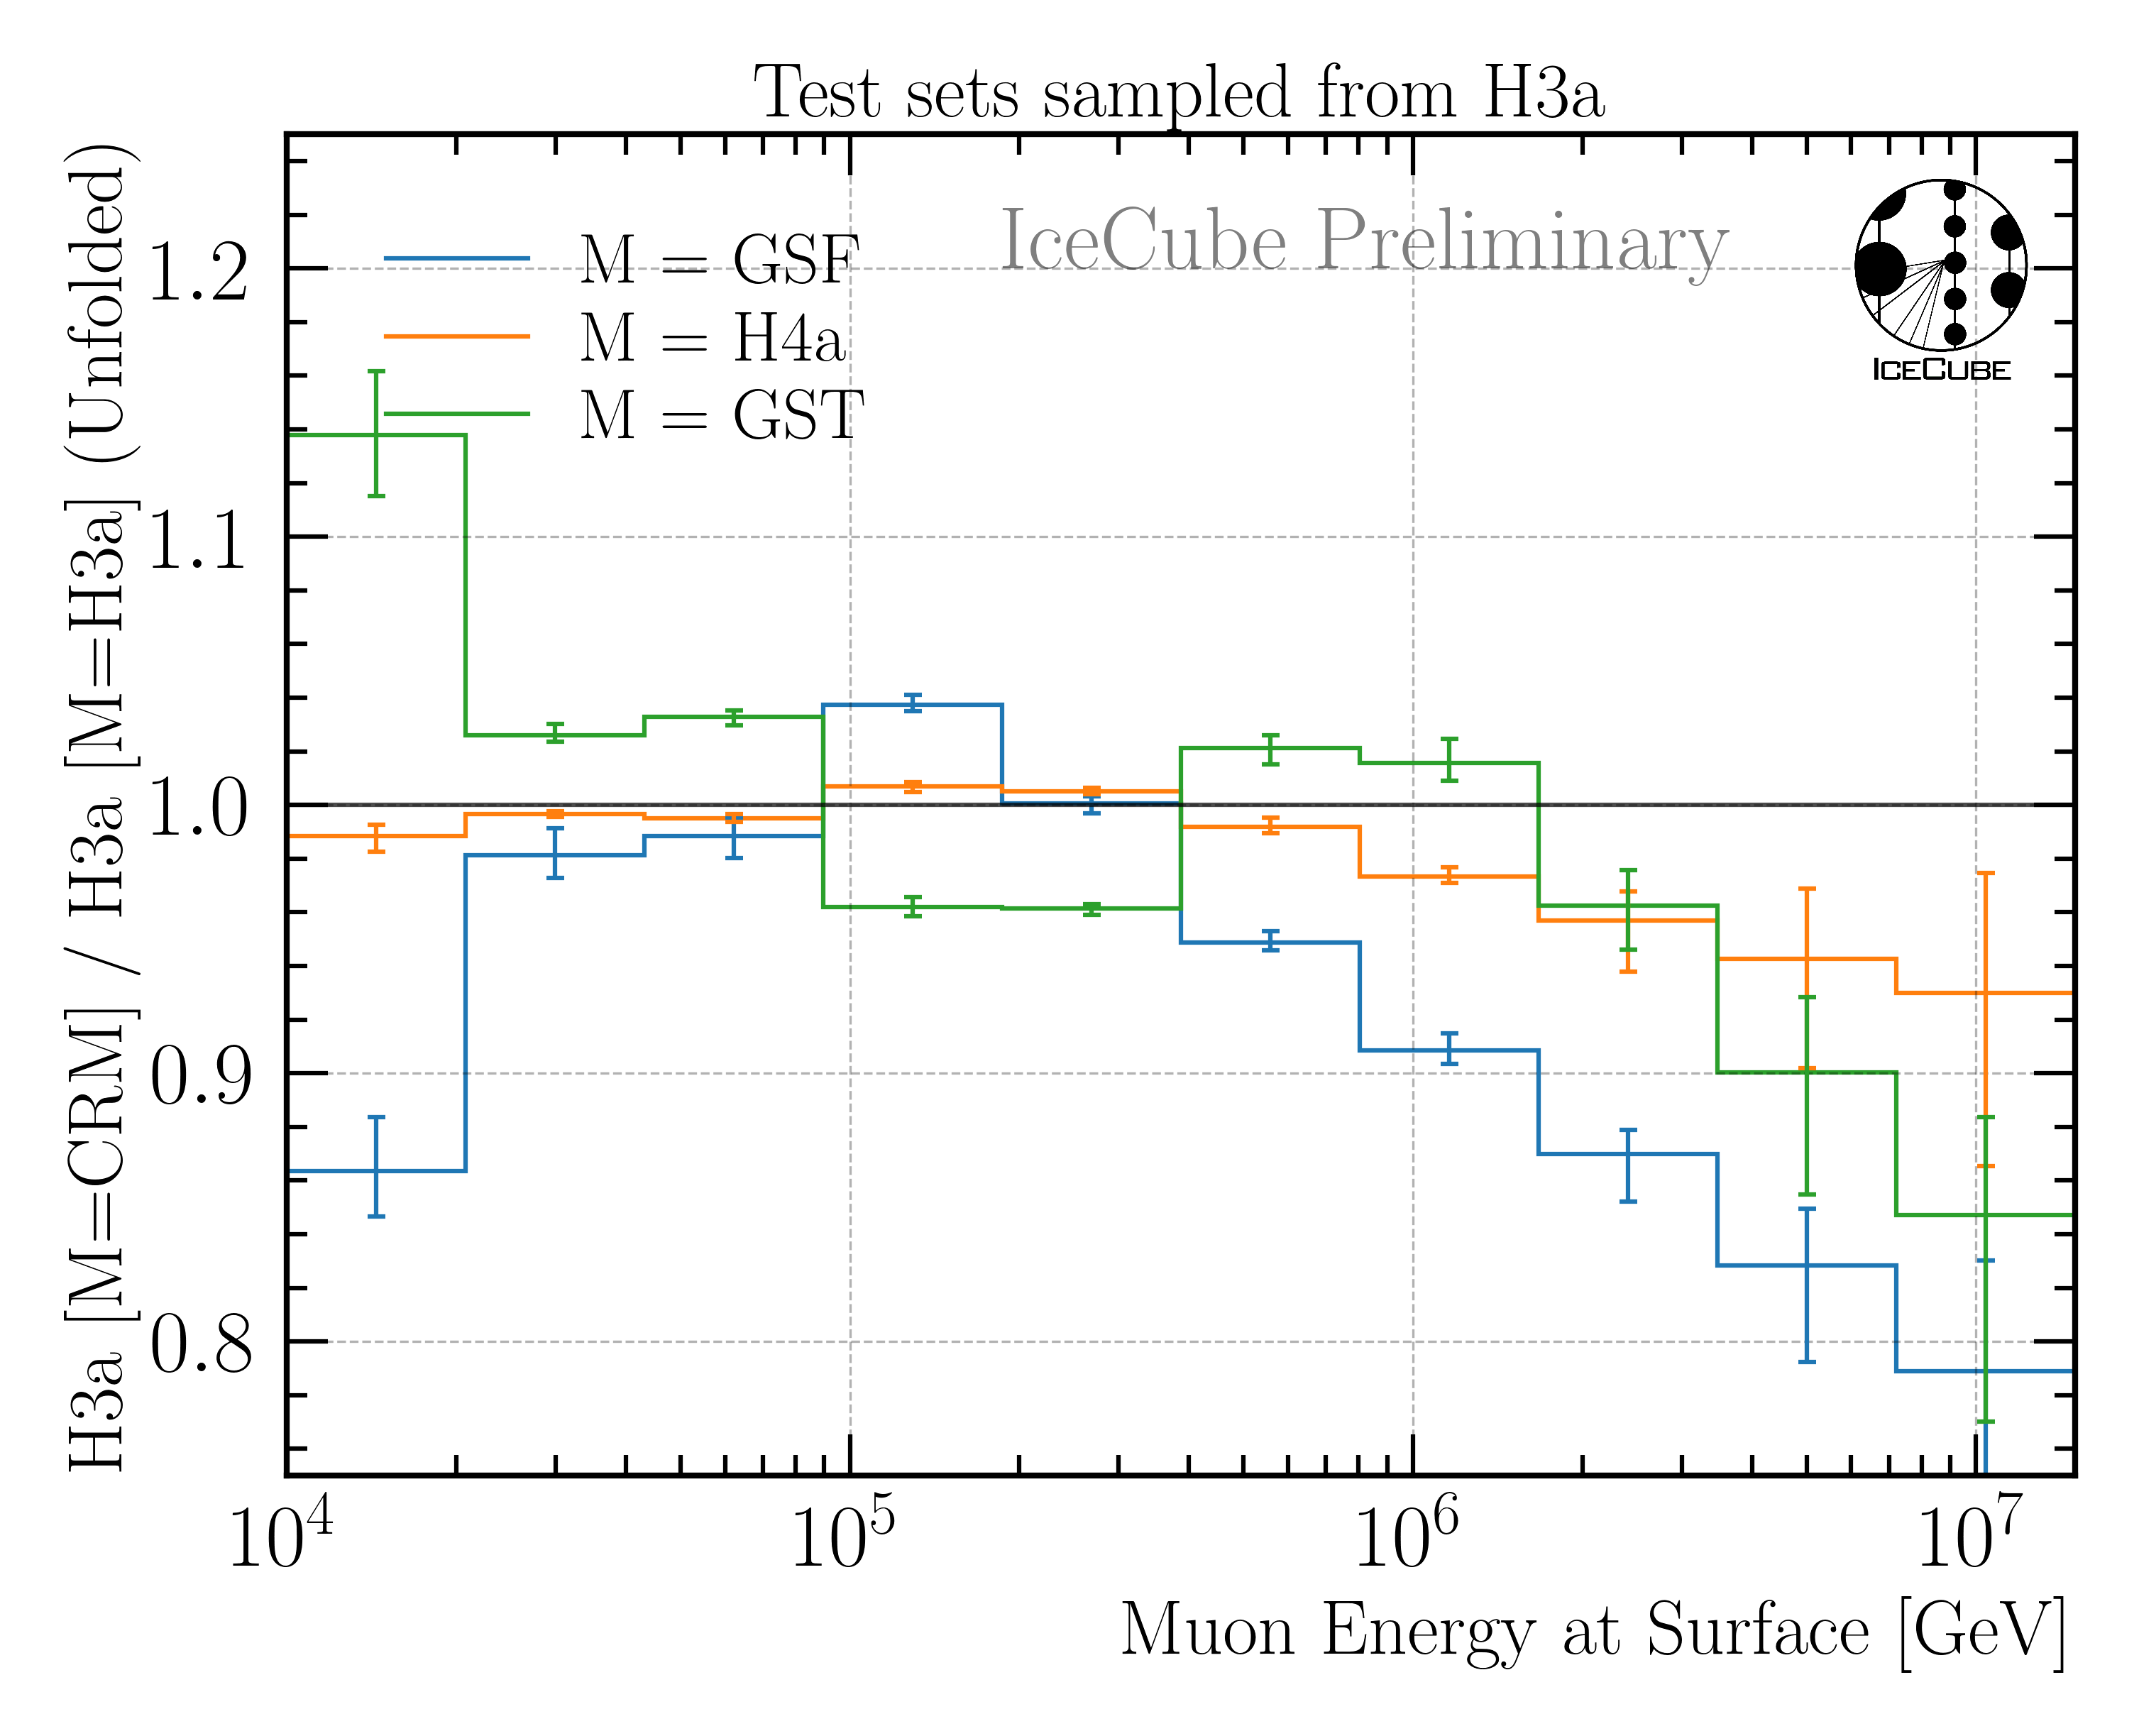 Test sets sampled from H3a
H3a [M=CRM] / H3a [M=H3a] (Unfolded)
IceCube Preliminary
M = GSF
M = H4a
M = GST
ICECUBE
1.2
1.1
1.0
0.9
0.8
10^4
10^5
10^6
10^7
Muon Energy at Surface [GeV]